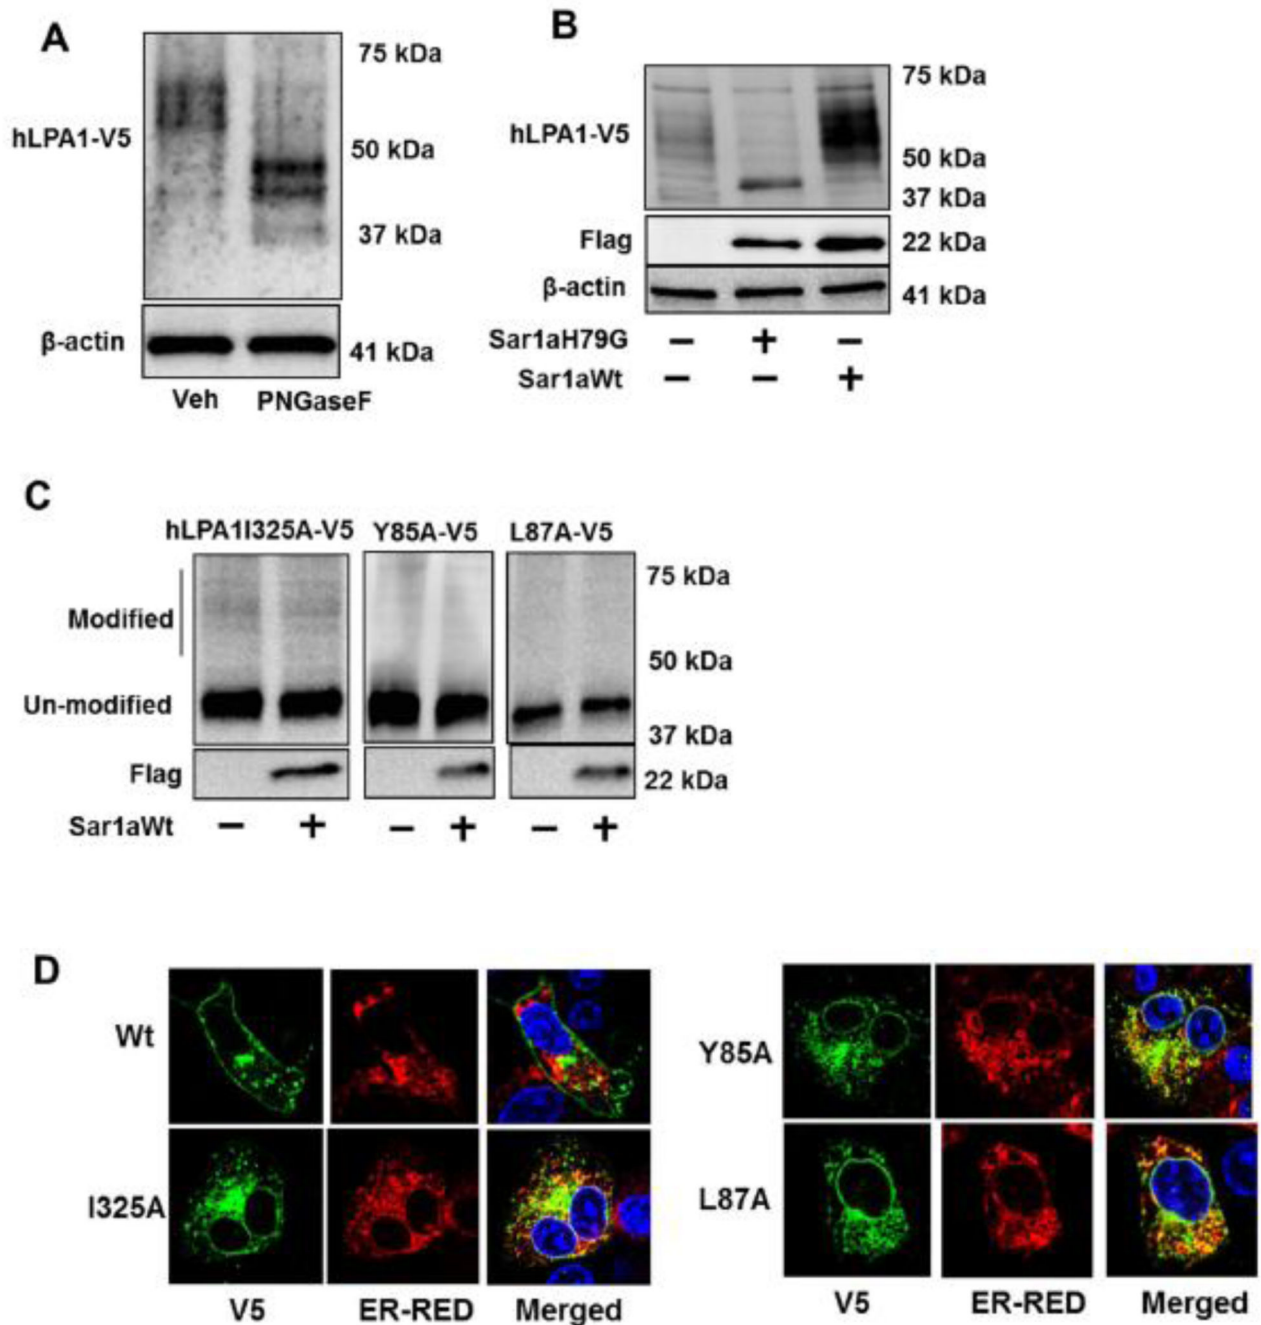 A
hLPA1-V5
75 kDa
50 kDa
37 kDa
β-actin
41 kDa
Veh PNGaseF
B
hLPA1-V5
75 kDa
50 kDa
37 kDa
Flag
22 kDa
β-actin
41 kDa
Sar1aH79G − + −
Sar1aWt − − +
C
hLPA1I325A-V5 Y85A-V5 L87A-V5
Modified
75 kDa
50 kDa
Un-modified
37 kDa
Flag
22 kDa
Sar1aWt − + − + − +
D
Wt
I325A
V5 ER-RED Merged
Y85A
L87A
V5 ER-RED Merged